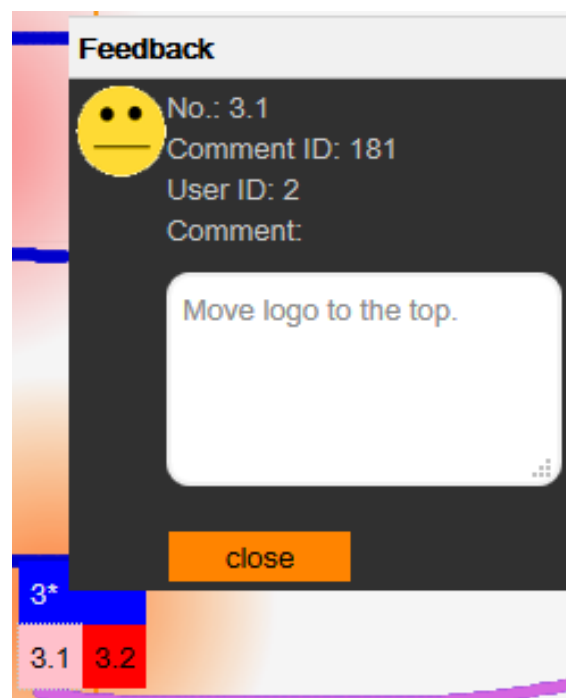 Feedback
No.: 3.1
Comment ID: 181
User ID: 2
Comment:
Move logo to the top.
close
3*
3.1 3.2